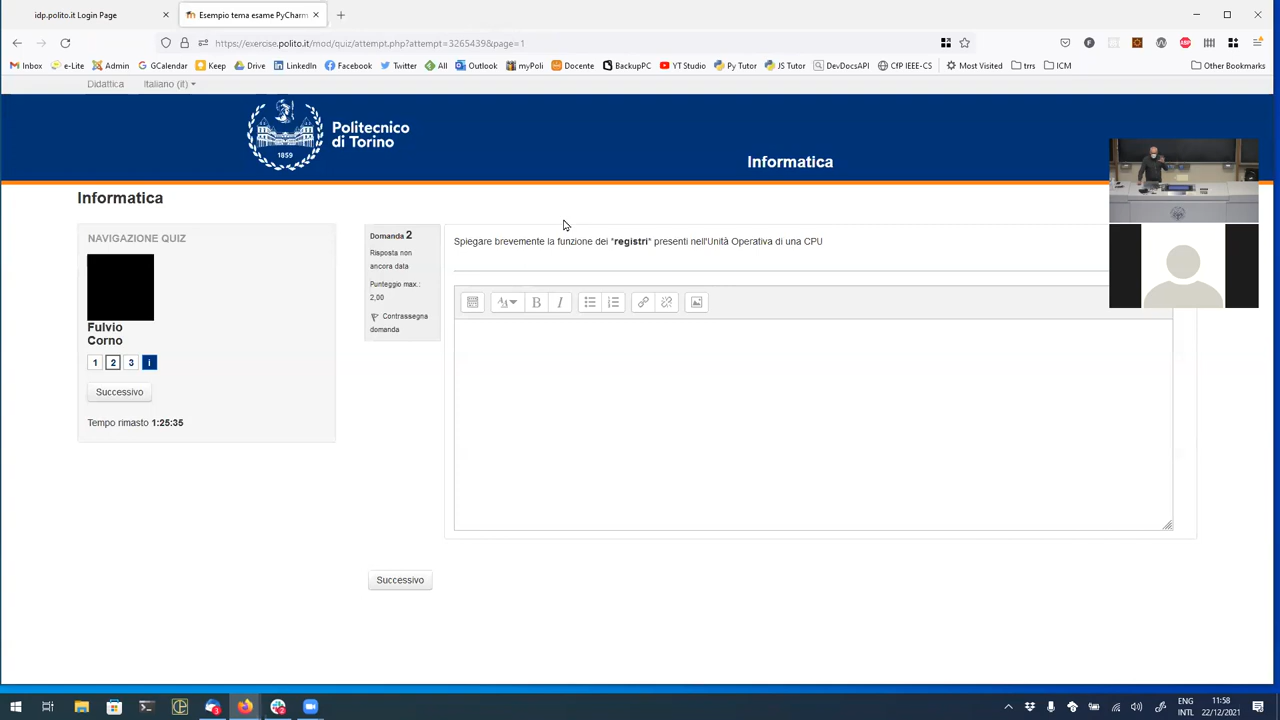 idp.polito.it Login Page
Esempio tema esame PyCharm
https://exercise.polito.it/mod/quiz/attempt.php?attempt=3265439&page=1
Inbox e-Lite Admin GCalendar Keep Drive LinkedIn Facebook Twitter All Outlook myPoli Docente BackupPC YT Studio Py Tutor JS Tutor DevDocsAPI CfP IEEE-CS Most Visited trrs ICM Other Bookmarks
Didattica Italiano (it)
1859
Politecnico
di Torino
Informatica
Informatica
NAVIGAZIONE QUIZ
Fulvio
Corno
1 2 3 i
Successivo
Tempo rimasto 1:25:35
Domanda 2
Risposta non
ancora data
Punteggio max.:
2,00
Contrassegna
domanda
Spiegare brevemente la funzione dei "registri" presenti nell'Unità Operativa di una CPU
B I
Successivo
ENG
INTL
11:58
22/12/2021